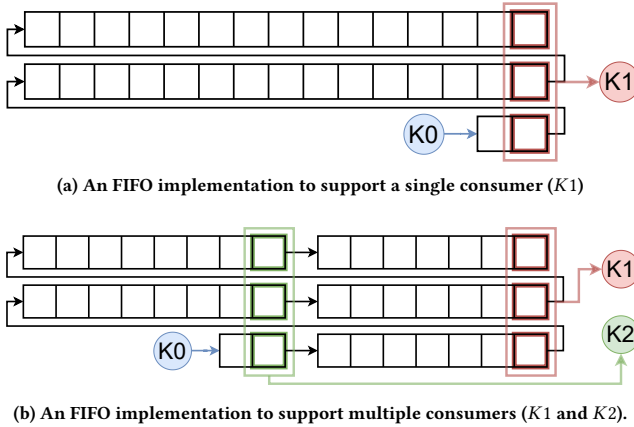 K1
K0
(a) An FIFO implementation to support a single consumer (K1)
K1
K0
K2
(b) An FIFO implementation to support multiple consumers (K1 and K2).